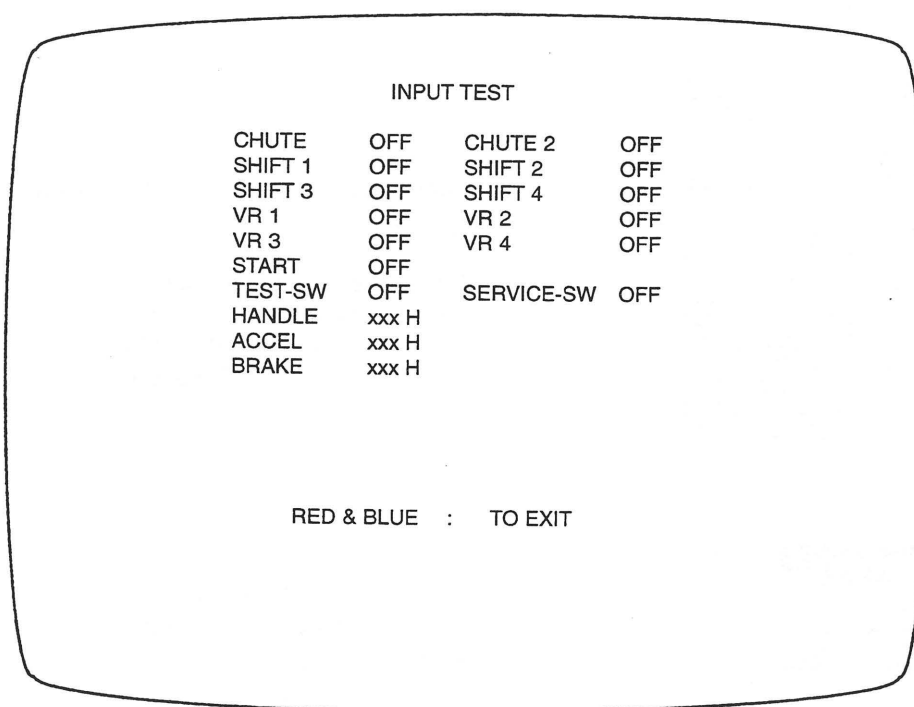 INPUT TEST
CHUTE OFF CHUTE 2 OFF
SHIFT 1 OFF SHIFT 2 OFF
SHIFT 3 OFF SHIFT 4 OFF
VR 1 OFF VR 2 OFF
VR 3 OFF VR 4 OFF
START OFF
TEST-SW OFF SERVICE-SW OFF
HANDLE xxx H
ACCEL xxx H
BRAKE xxx H
RED & BLUE : TO EXIT